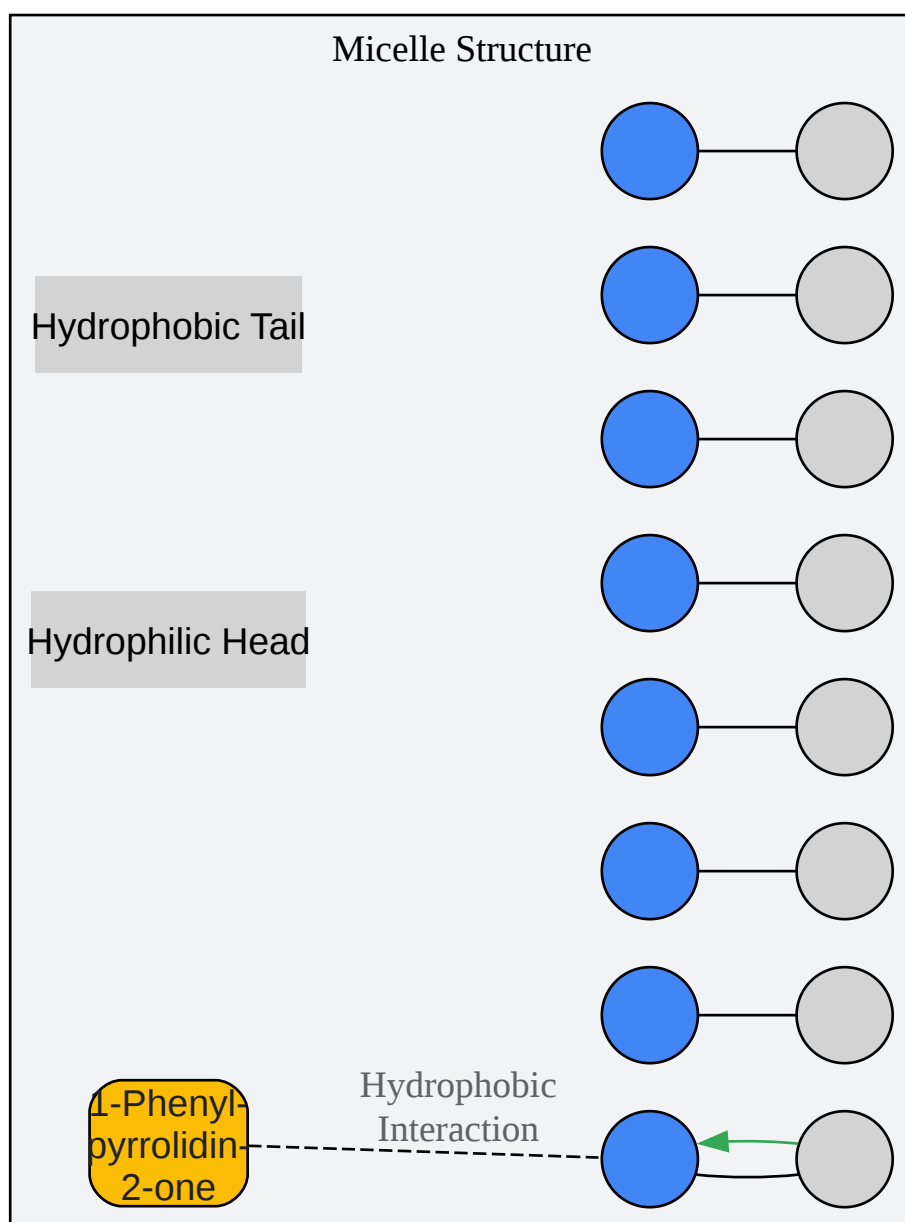 Micelle Structure
Hydrophobic Tail
Hydrophilic Head
Hydrophobic
Interaction
1-Phenyl-
pyrrolidin-
2-one